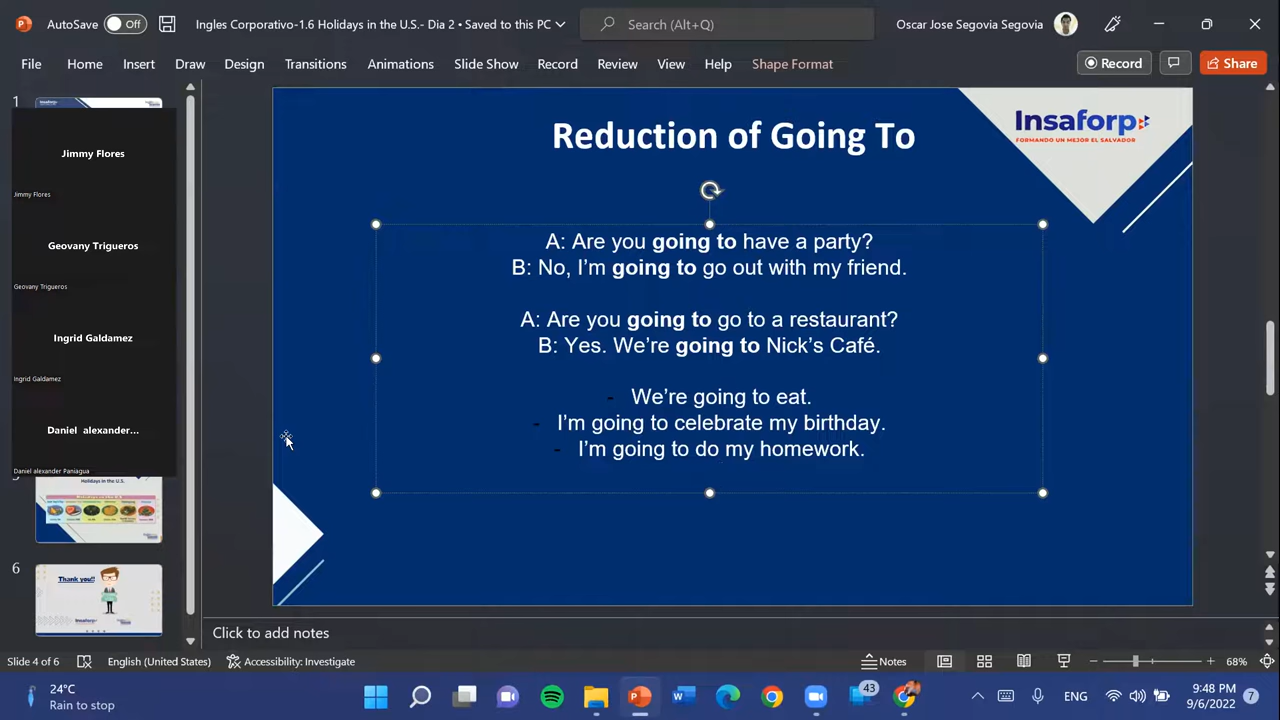 AutoSave Off Ingles Corporativo-1.6 Holidays in the U.S.- Dia 2 • Saved to this PC Search (Alt+Q) Oscar Jose Segovia Segovia
File Home Insert Draw Design Transitions Animations Slide Show Record Review View Help Shape Format Record Share
1
Jimmy Flores
Jimmy Flores
Geovany Trigueros
Geovany Trigueros
Ingrid Galdamez
Ingrid Galdamez
Daniel alexander...
Daniel alexander Paniagua
Holidays in the U.S.
6
Thank you!!
Reduction of Going To
Insaforp
FORMANDO UN MEJOR EL SALVADOR
A: Are you going to have a party?
B: No, I'm going to go out with my friend.
A: Are you going to go to a restaurant?
B: Yes. We're going to Nick's Café.
- We're going to eat.
- I'm going to celebrate my birthday.
- I'm going to do my homework.
Click to add notes
Slide 4 of 6 English (United States) Accessibility: Investigate Notes 68%
24°C
Rain to stop
43
ENG
9:48 PM
9/6/2022
7